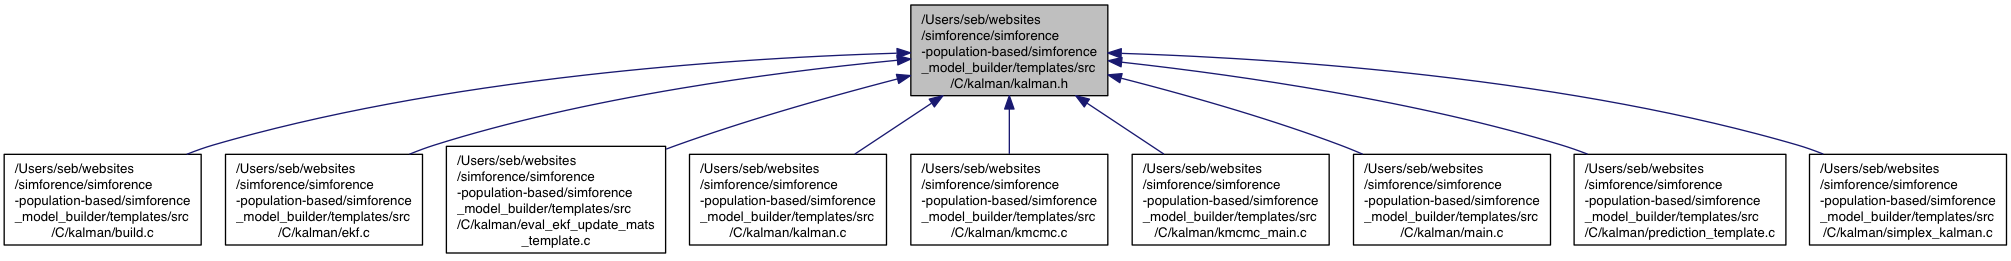 /Users/seb/websites
/simforence/simforence
-population-based/simforence
_model_builder/templates/src
/C/kalman/kalman.h
/Users/seb/websites
/simforence/simforence
-population-based/simforence
_model_builder/templates/src
/C/kalman/build.c
/Users/seb/websites
/simforence/simforence
-population-based/simforence
_model_builder/templates/src
/C/kalman/ekf.c
/Users/seb/websites
/simforence/simforence
-population-based/simforence
_model_builder/templates/src
/C/kalman/eval_ekf_update_mats
_template.c
/Users/seb/websites
/simforence/simforence
-population-based/simforence
_model_builder/templates/src
/C/kalman/kalman.c
/Users/seb/websites
/simforence/simforence
-population-based/simforence
_model_builder/templates/src
/C/kalman/kmcmc.c
/Users/seb/websites
/simforence/simforence
-population-based/simforence
_model_builder/templates/src
/C/kalman/kmcmc_main.c
/Users/seb/websites
/simforence/simforence
-population-based/simforence
_model_builder/templates/src
/C/kalman/main.c
/Users/seb/websites
/simforence/simforence
-population-based/simforence
_model_builder/templates/src
/C/kalman/prediction_template.c
/Users/seb/websites
/simforence/simforence
-population-based/simforence
_model_builder/templates/src
/C/kalman/simplex_kalman.c